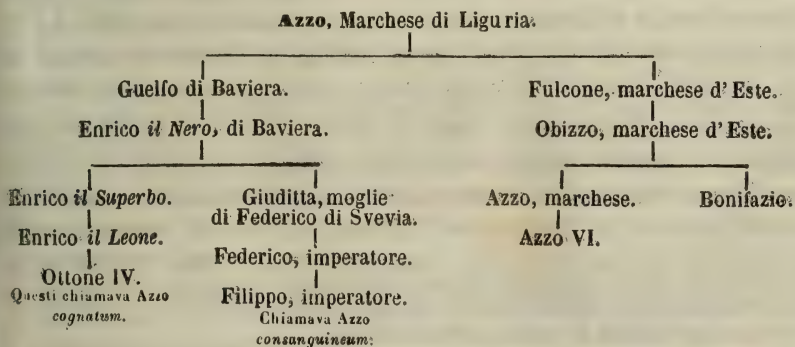 Azzo, Marchese di Liguria.
Guelfo di Baviera.
Fulcone, marchese d' Este.
Enrico il Nero, di Baviera.
Obizzo, marchese d' Este.
Enrico il Superbo.
Giuditta, moglie
di Federico di Svevia.
Azzo, marchese.
Bonifazio.
Enrico il Leone.
Federico, imperatore.
Azzo VI.
Ottone IV.
Questi chiamava Azzo
cognatum.
Filippo, imperatore.
Chiamava Azzo
consanguineum.